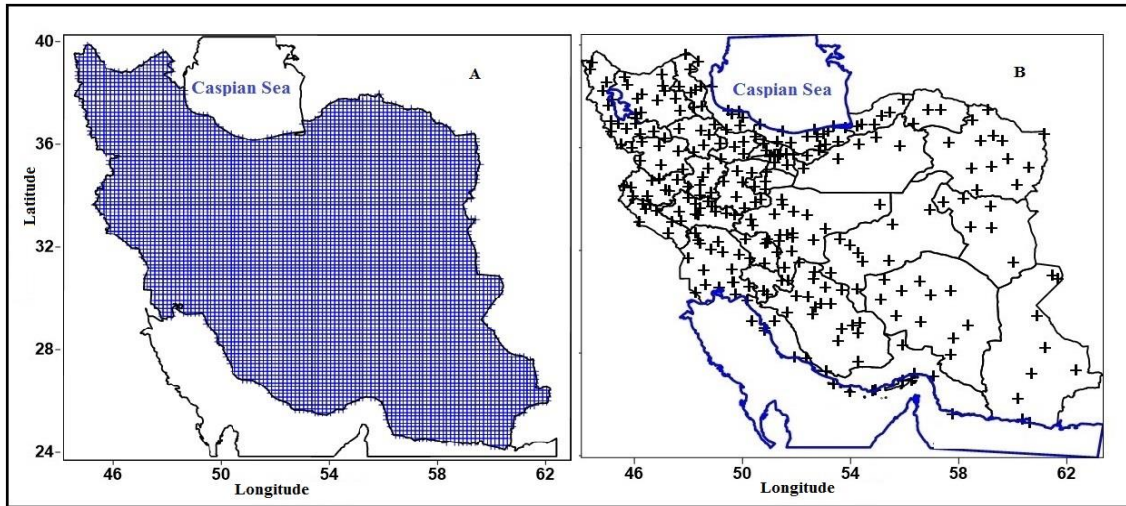 40
36
32
28
24
Latitude
A
Caspian Sea
46 50 54 58 62
Longitude
B
Caspian Sea
46 50 54 58 62
Longitude